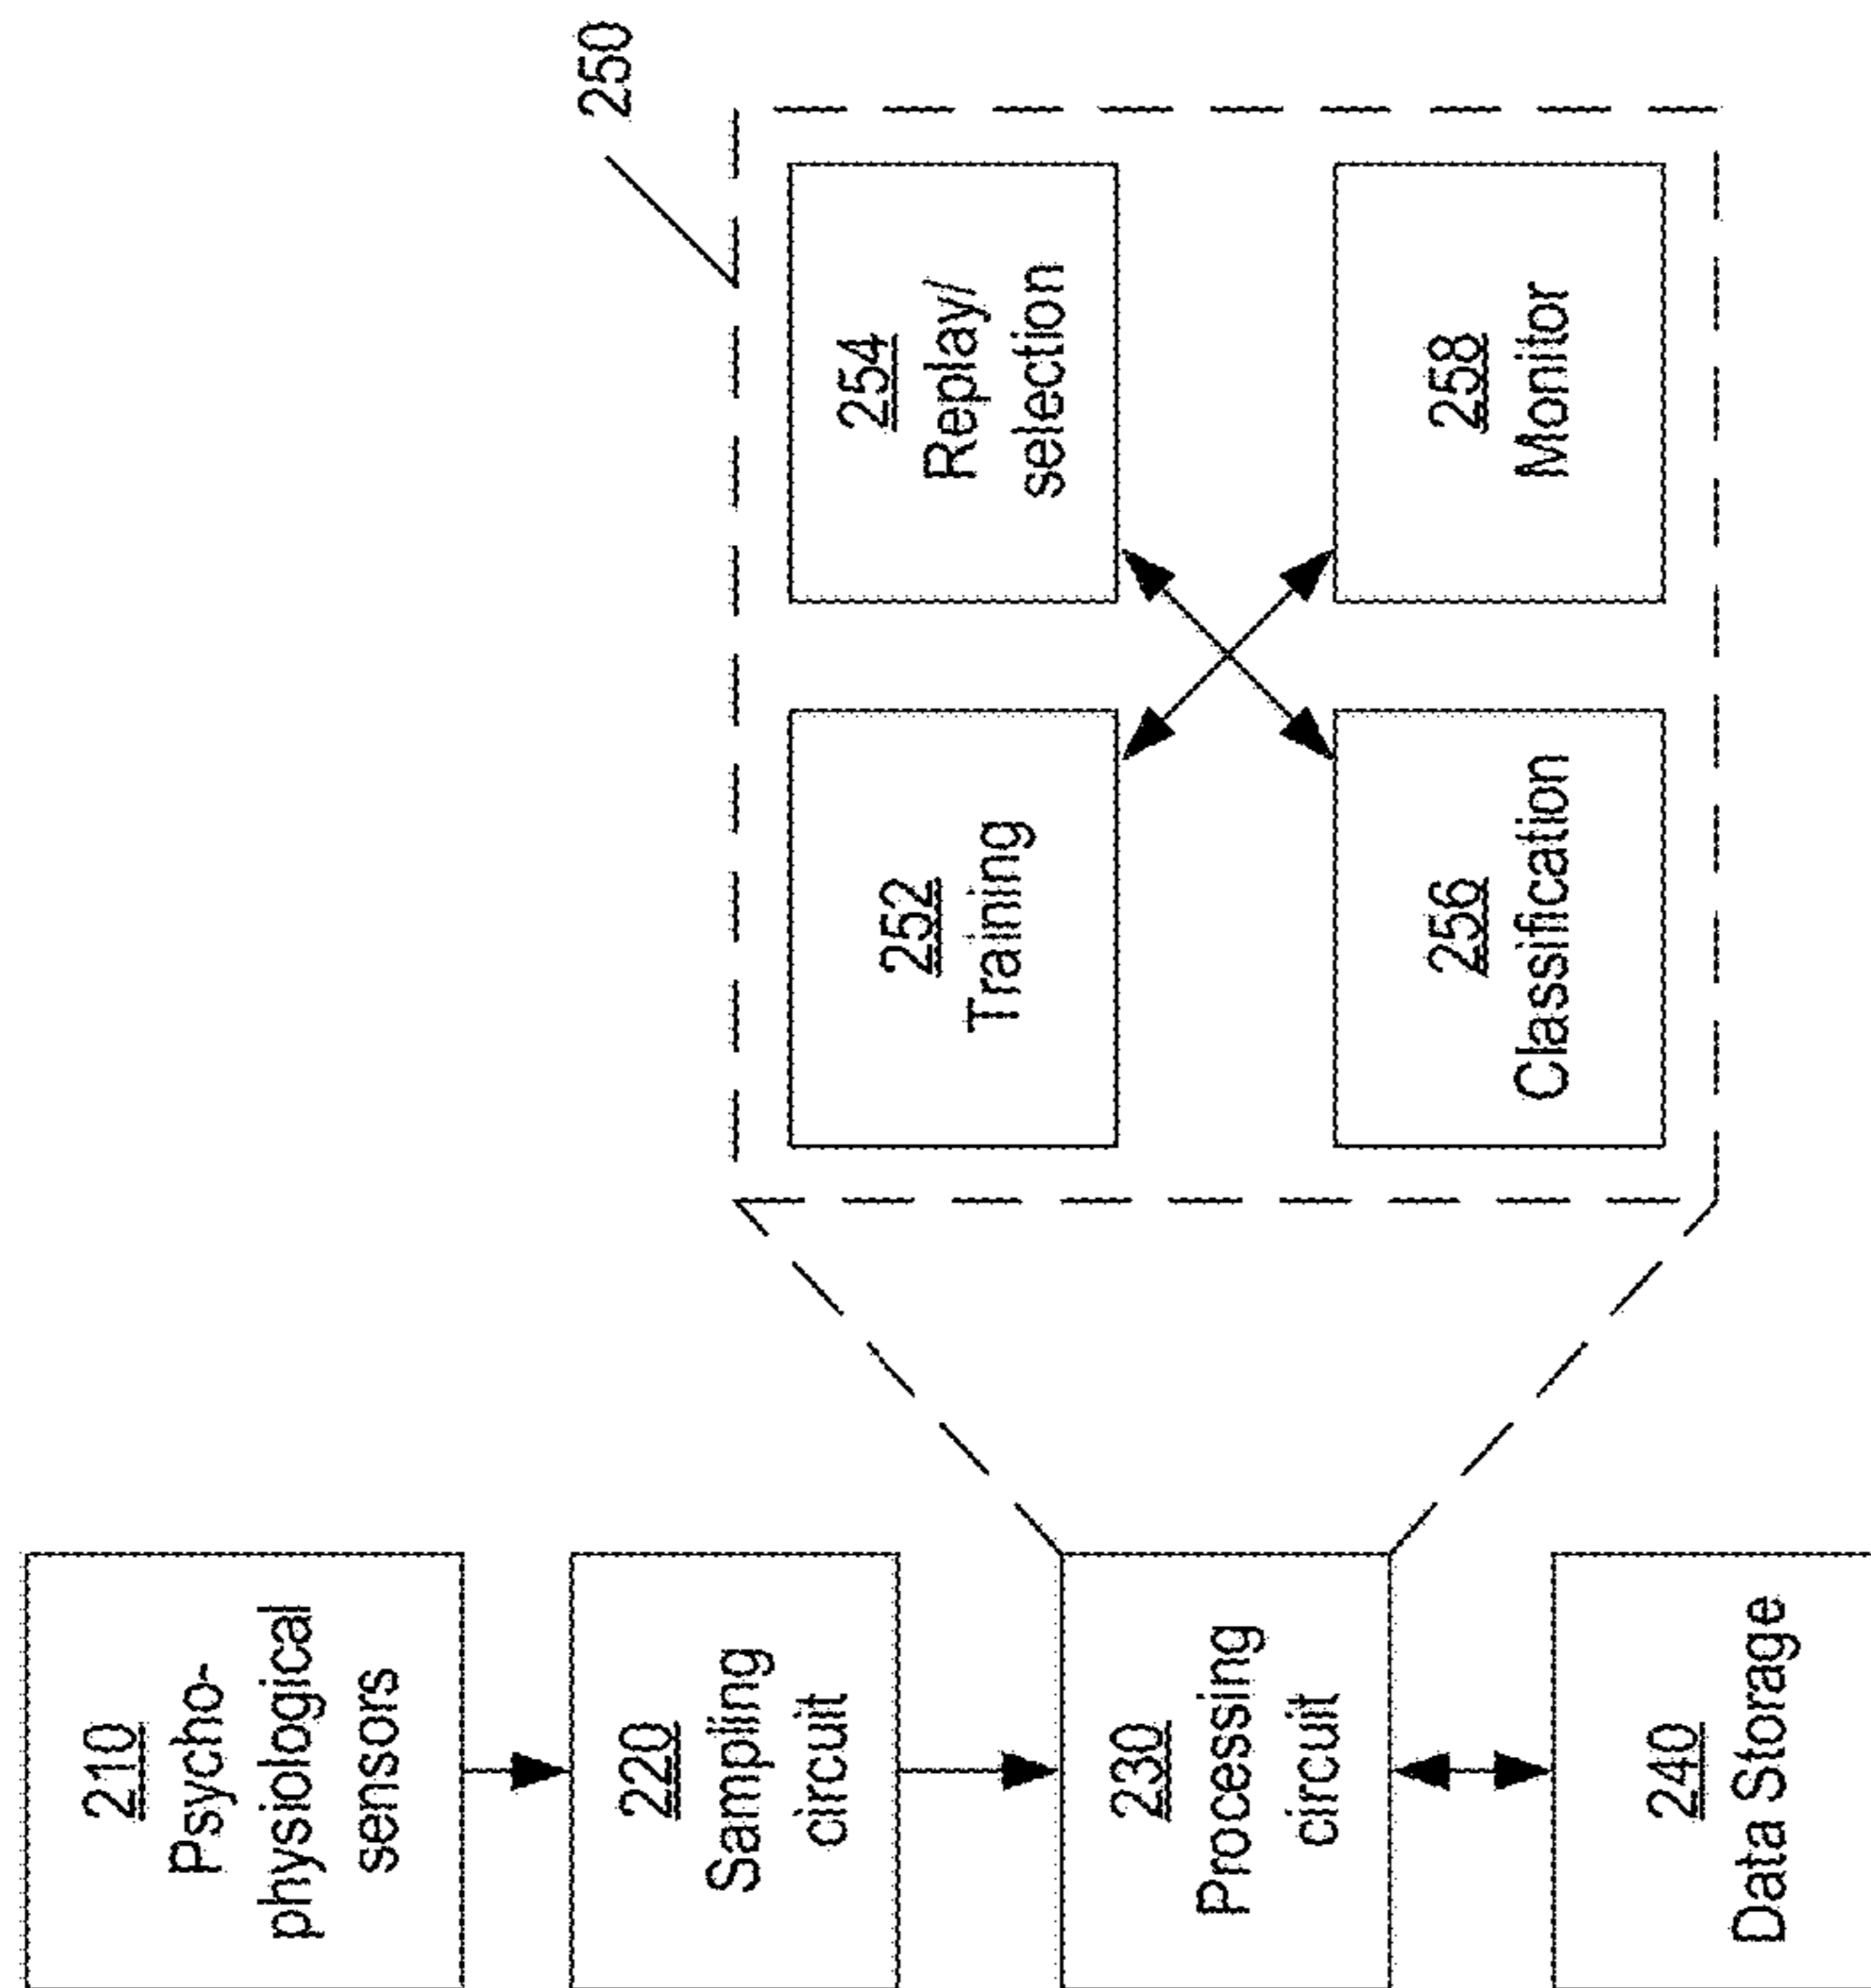 210
Psycho-
physiological
sensors
220
Sampling
circuit
230
Processing
circuit
240
Data Storage
250
252
Training
254
Replay/
selection
256
Classification
258
Monitor